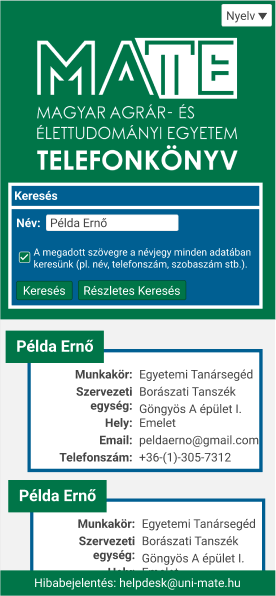 Nyelv
MATE
MAGYAR AGRÁR- ÉS
ÉLETTUDOMÁNYI EGYETEM
TELEFONKÖNYV
Keresés
Név: Példa Ernő
A megadott szövegre a névjegy minden adatában
keresünk (pl. név, telefonszám, szobaszám stb.).
Keresés Részletes Keresés
Példa Ernő
Munkakör: Egyetemi Tanársegéd
Szervezeti egység: Borászati Tanszék
Hely: Göngyös A épület I. Emelet
Email: peldaerno@gmail.com
Telefonszám: +36-(1)-305-7312
Példa Ernő
Munkakör: Egyetemi Tanársegéd
Szervezeti egység: Borászati Tanszék
Hely: Göngyös A épület I. Emelet
Hibabejelentés: helpdesk@uni-mate.hu